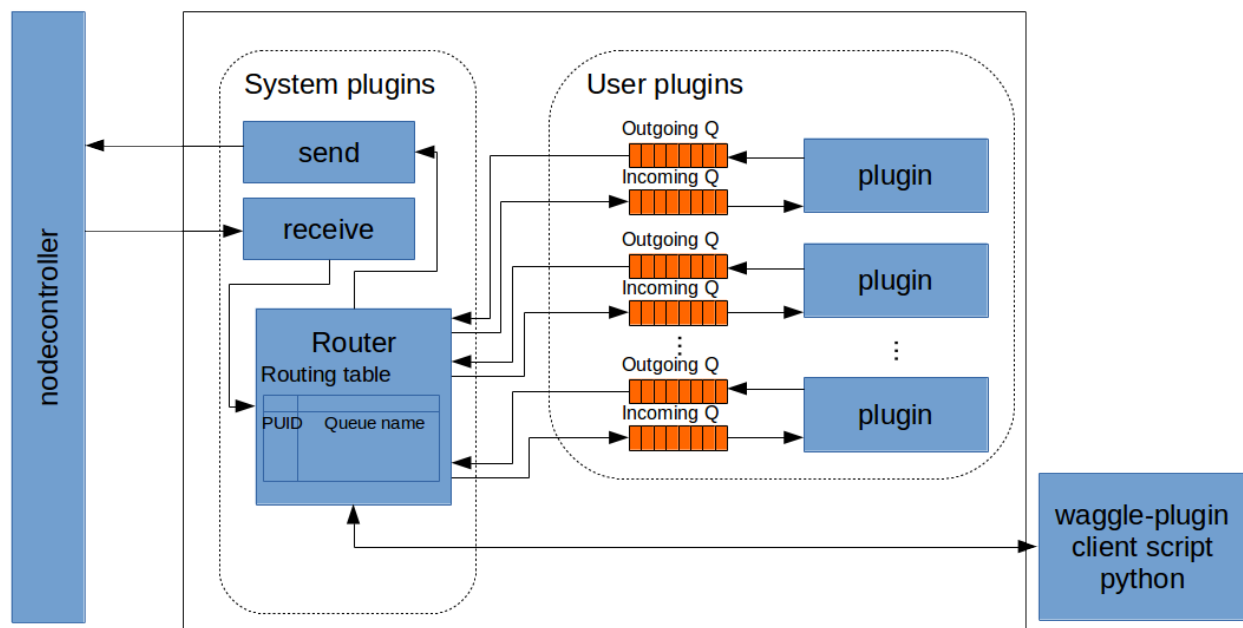 nodecontroller
System plugins
send
receive
Router
Routing table
PUID Queue name
User plugins
Outgoing Q
Incoming Q
plugin
Outgoing Q
Incoming Q
plugin
...
...
Outgoing Q
Incoming Q
plugin
waggle-plugin
client script
python